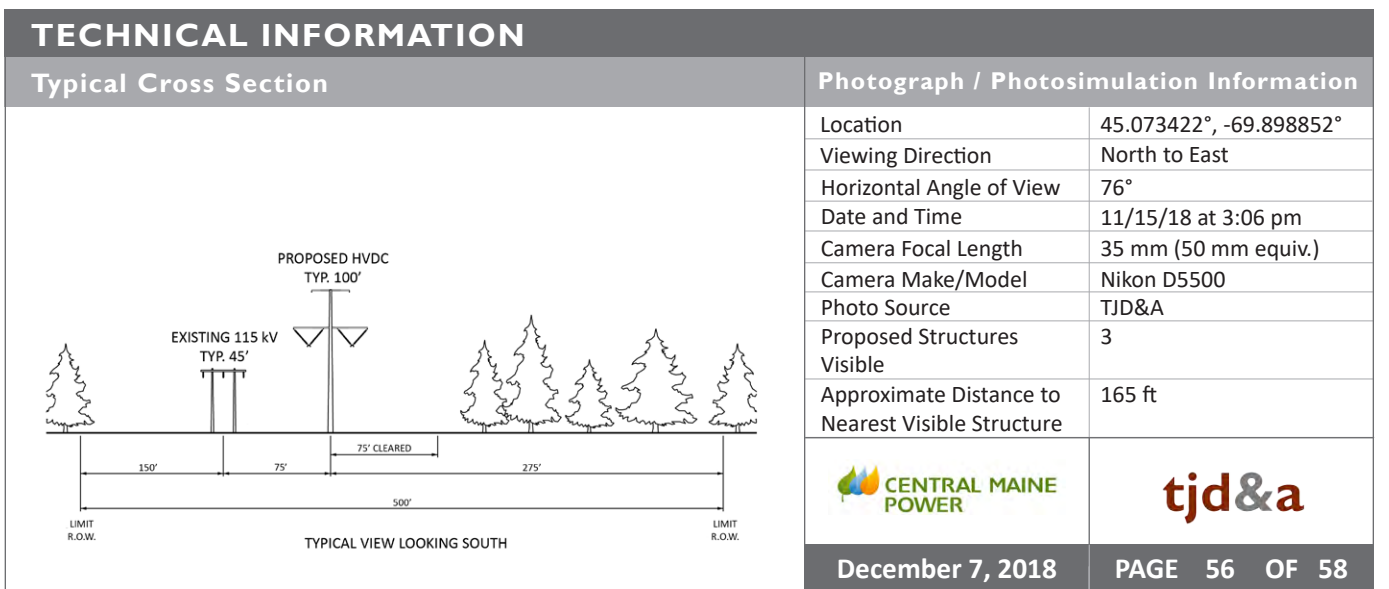 TECHNICAL INFORMATION
Typical Cross Section
PROPOSED HVDC
TYP. 100′
EXISTING 115 kV
TYP. 45′
75′ CLEARED
150′
75′
275′
500′
LIMIT
R.O.W.
LIMIT
R.O.W.
TYPICAL VIEW LOOKING SOUTH
Photograph / Photosimulation Information
Location 45.073422°, -69.898852°
Viewing Direction North to East
Horizontal Angle of View 76°
Date and Time 11/15/18 at 3:06 pm
Camera Focal Length 35 mm (50 mm equiv.)
Camera Make/Model Nikon D5500
Photo Source TJD&A
Proposed Structures 3
Visible
Approximate Distance to 165 ft
Nearest Visible Structure
CENTRAL MAINE
POWER
tjd&a
December 7, 2018 PAGE 56 OF 58